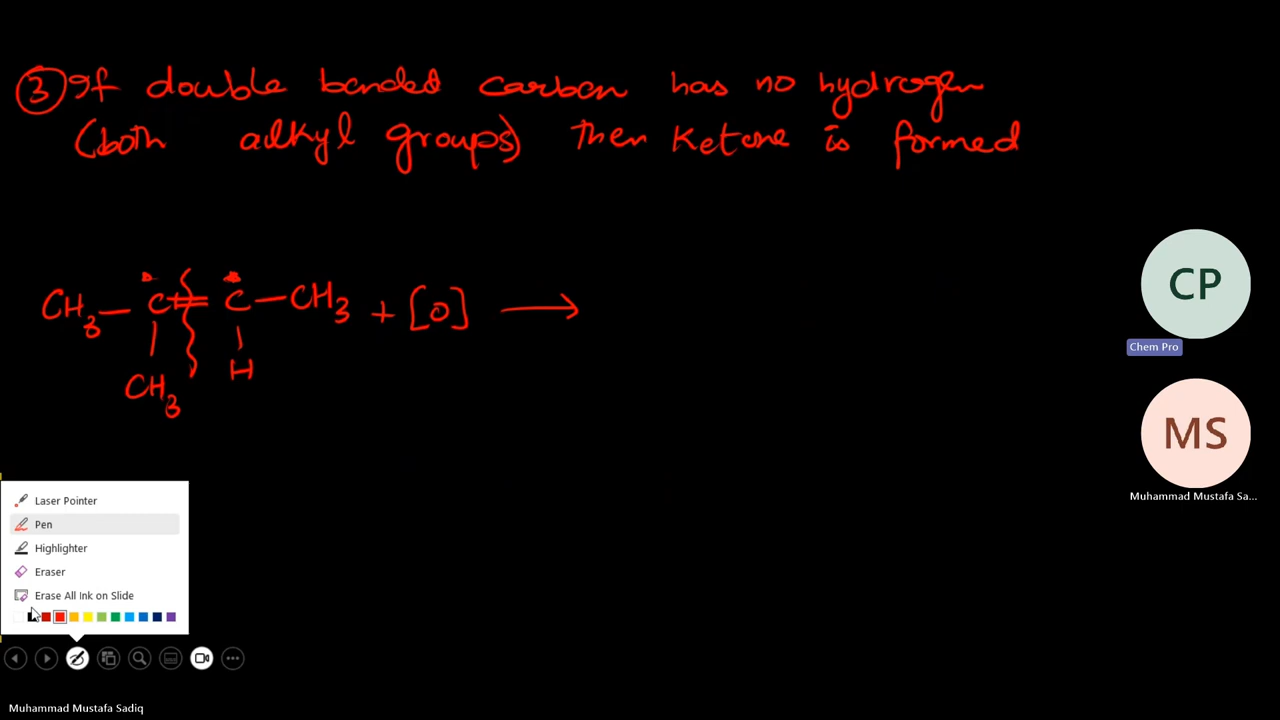 ③ If double bonded carbon has no hydrogen
(both alkyl groups) then Ketone is formed
CH3 — C = C — CH3 + [O] →
CH3 H
CP
Chem Pro
MS
Muhammad Mustafa Sa...
Laser Pointer
Pen
Highlighter
Eraser
Erase All Ink on Slide
Muhammad Mustafa Sadiq